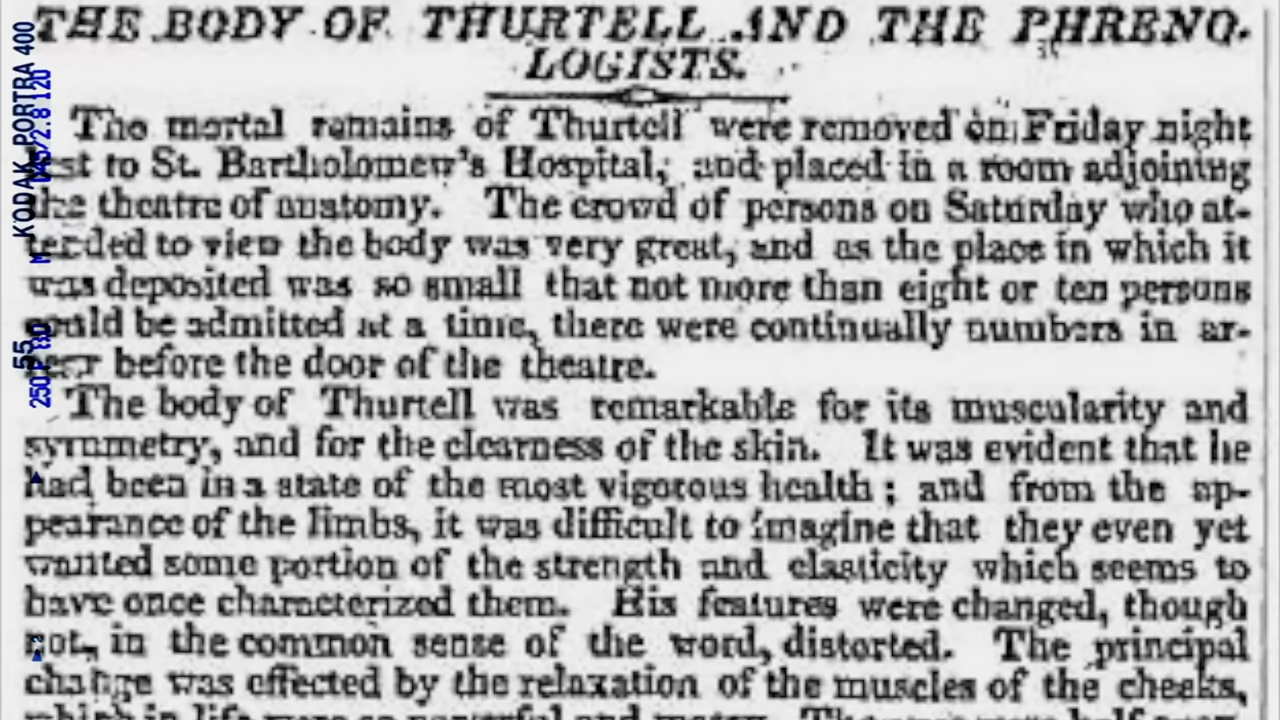 THE BODY OF THURTELL AND THE PHRENO-
LOGISTS.
The mortal remains of Thurtell were removed on Friday night
last to St. Bartholomew's Hospital, and placed in a room adjoining
the theatre of anatomy. The crowd of persons on Saturday who at-
tended to view the body was very great, and as the place in which it
was deposited was so small that not more than eight or ten persons
could be admitted at a time, there were continually numbers in ar-
rear before the door of the theatre.
The body of Thurtell was remarkable for its muscularity and
symmetry, and for the clearness of the skin. It was evident that he
had been in a state of the most vigorous health; and from the ap-
pearance of the limbs, it was difficult to imagine that they even yet
wanted some portion of the strength and elasticity which seems to
have once characterized them. His features were changed, though
not, in the common sense of the word, distorted. The principal
change was effected by the relaxation of the muscles of the cheeks,
which in life were so powerful and
KODAK PORTRA 400
55